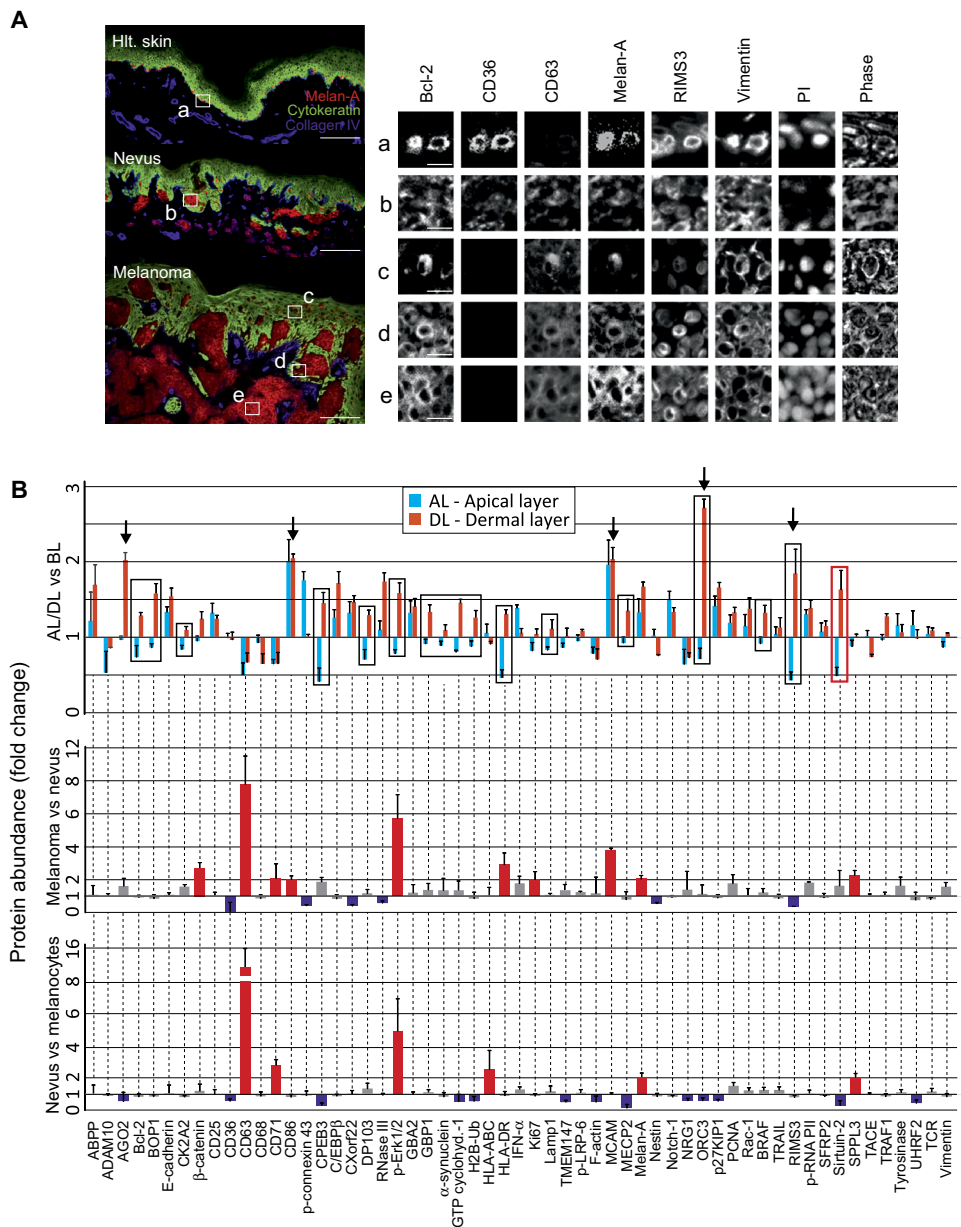 A
Hlt. skin
Melan-A
Cytokeratin
Collagen IV
a
Nevus
b
Melanoma
c
d
e
Bcl-2
CD36
CD63
Melan-A
RIMS3
Vimentin
PI
Phase
a
b
c
d
e
B
Protein abundance (fold change)
AL/DL vs BL
3
2
1
0
AL - Apical layer
DL - Dermal layer
Melanoma vs nevus
12
8
6
4
2
1
0
Nevus vs melanocytes
16
8
6
4
2
1
0
ABPP
ADAM10
AGO2
Bcl-2
BOP1
E-cadherin
CK2A2
β-catenin
CD25
CD36
CD63
CD68
CD71
CD86
p-connexin 43
CPEB3
C/EBPβ
CXorf22
DP103
RNase III
p-Erk1/2
GBA2
GBP1
α-synuclein
GTP cyclohyd.-1
H2B-Ub
HLA-ABC
HLA-DR
IFN-α
Ki67
Lamp1
TMEM147
p-LRP-6
F-actin
MCAM
MECP2
Melan-A
Nestin
Notch-1
NRG1
ORC3
p27KIP1
PCNA
Rac-1
BRAF
TRAIL
RIMS3
p-RNAPII
SFRP2
Sirtuin-2
SPPL3
TACE
TRAF1
Tyrosinase
UHRF2
TCR
Vimentin